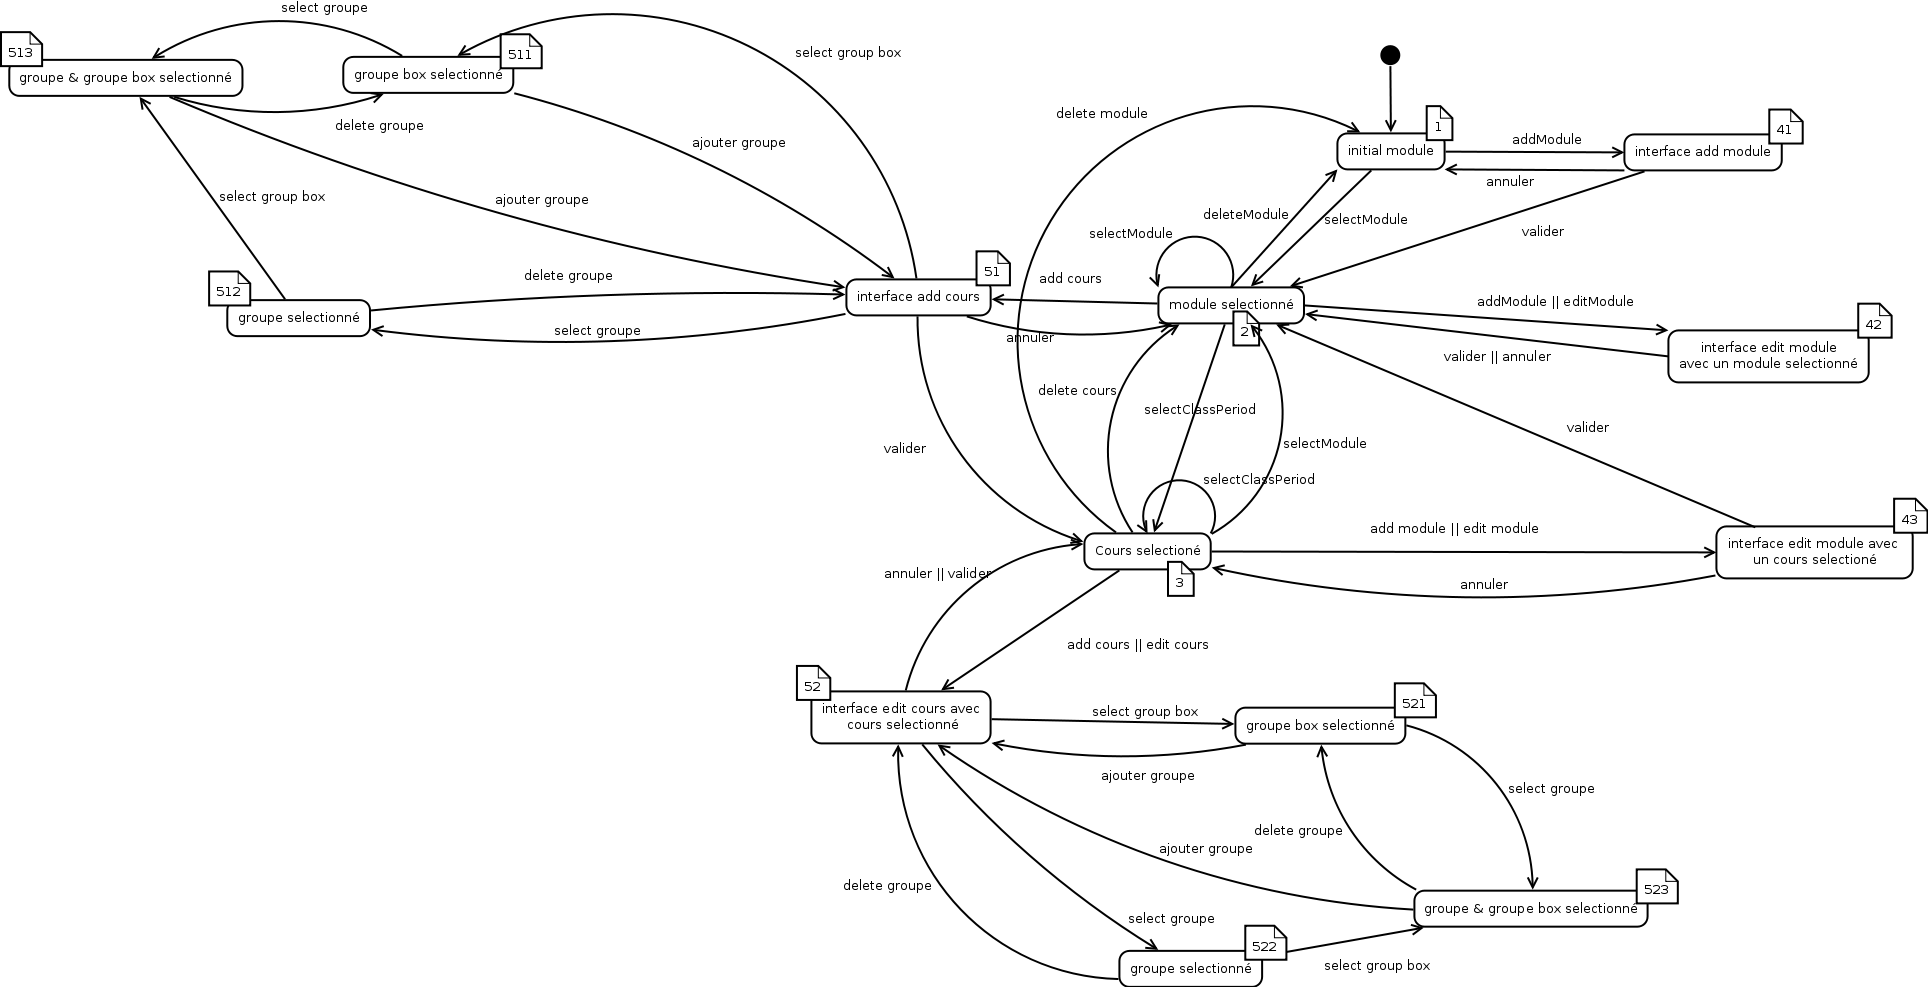 select groupe
513
groupe & groupe box selectionné
groupe box selectionné
511
select group box
delete groupe
ajouter groupe
select group box
ajouter groupe
512
groupe selectionné
delete groupe
select groupe
51
interface add cours
delete module
1
initial module
addModule
41
interface add module
annuler
deleteModule
selectModule
selectModule
valider
add cours
module selectionné
2
addModule || editModule
42
interface edit module
avec un module selectionné
valider || annuler
annuler
delete cours
selectClassPeriod
selectModule
valider
valider
selectClassPeriod
Cours selectioné
3
add module || edit module
43
interface edit module avec
un cours selectioné
annuler
annuler || valider
add cours || edit cours
52
interface edit cours avec
cours selectionné
select group box
521
groupe box selectionné
ajouter groupe
select groupe
delete groupe
ajouter groupe
delete groupe
523
groupe & groupe box selectionné
select groupe
522
groupe selectionné
select group box